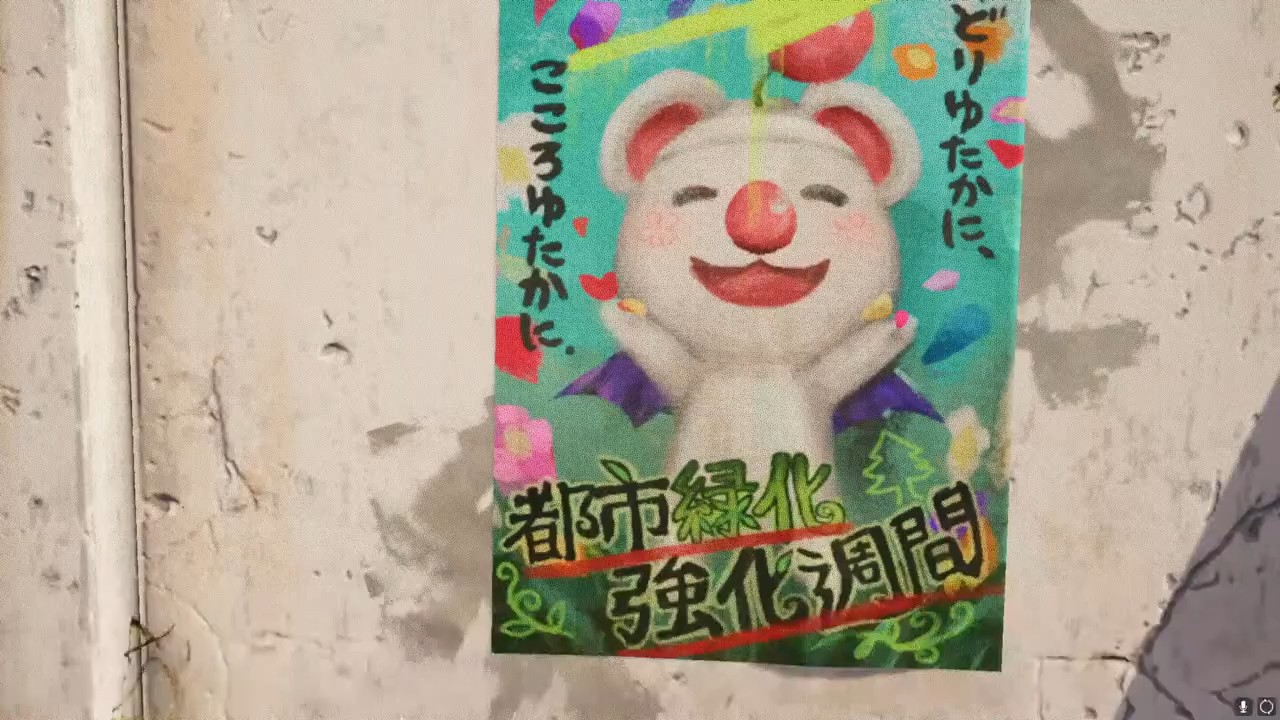 どりゆたかに、
こころゆたかに.
都市緑化
強化週間